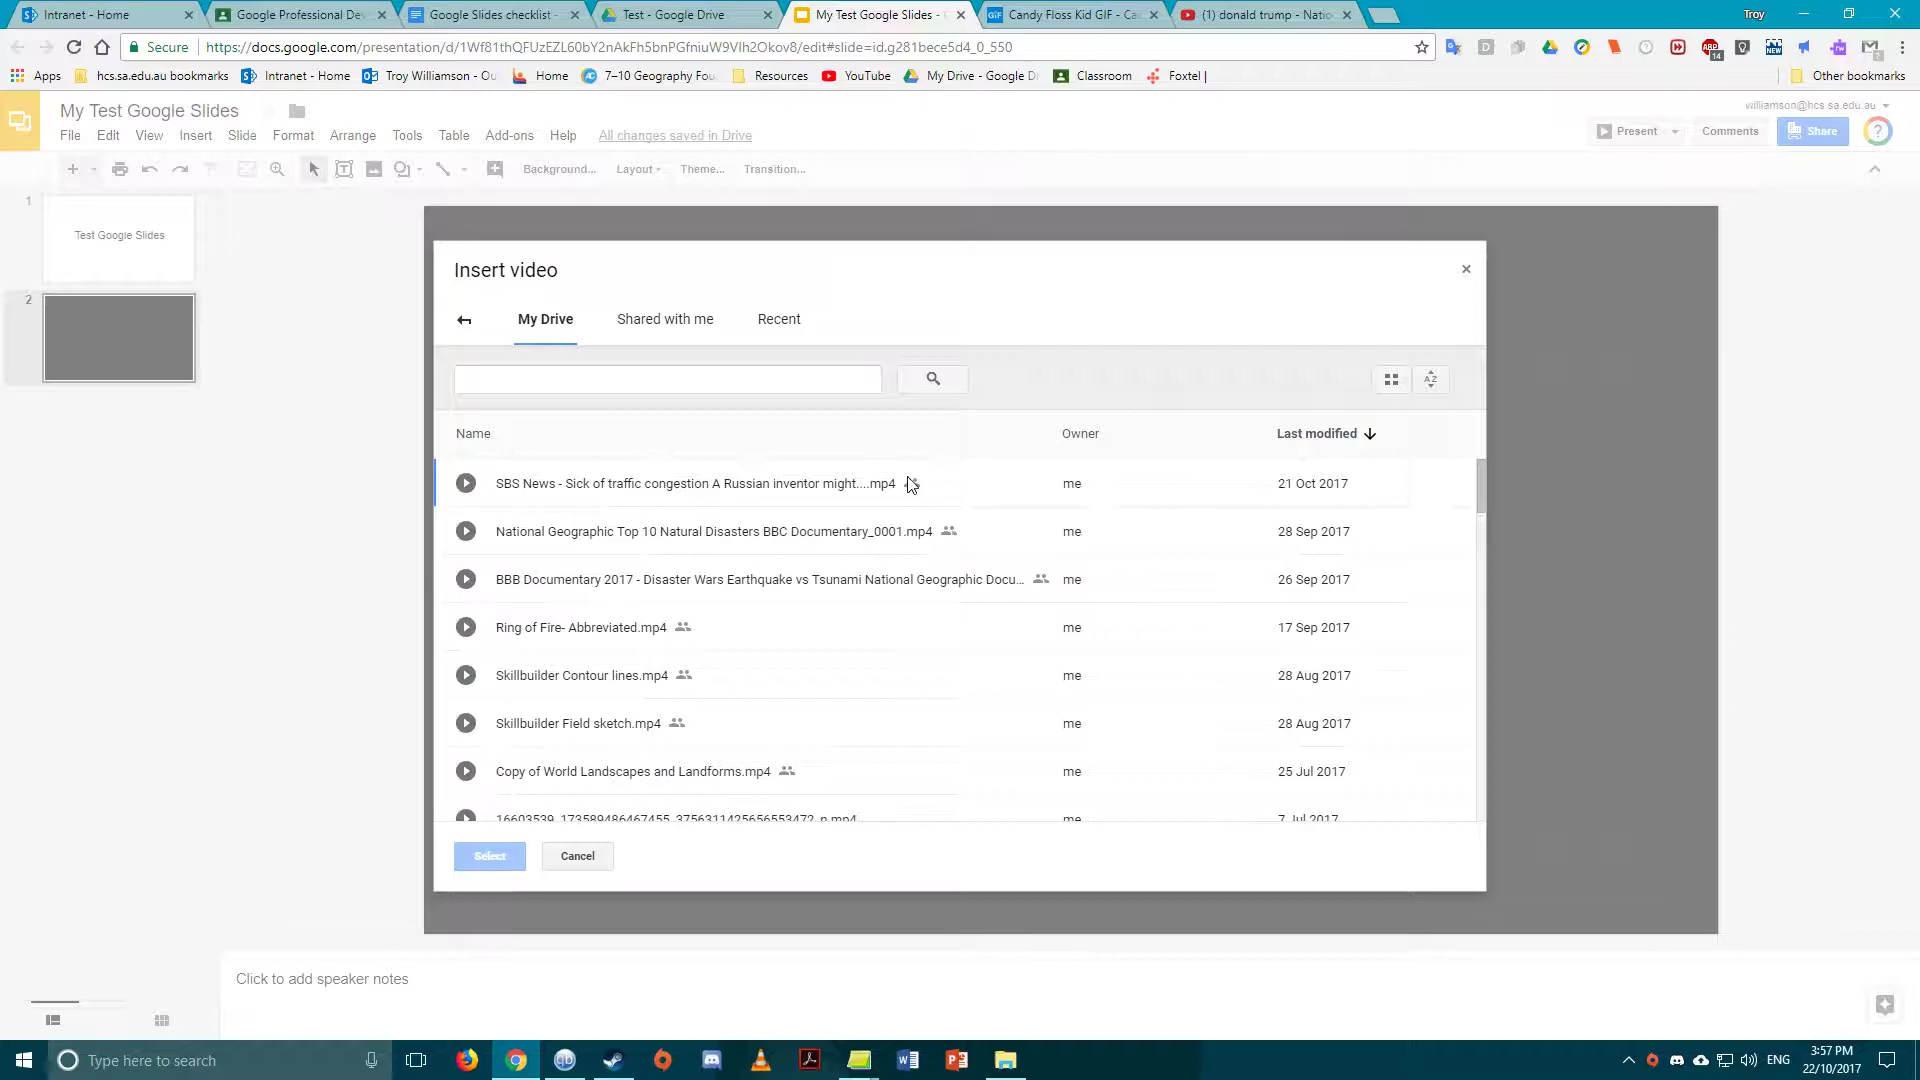 Intranet - Home
Google Professional Dev
Google Slides checklist -
Test - Google Drive
My Test Google Slides -
Candy Floss Kid GIF - Ca
(1) donald trump - Natio
Troy
Secure
https://docs.google.com/presentation/d/1Wf81thQFUzEZL60bY2nAkFh5bnPGfniuW9VIh2Okov8/edit#slide=id.g281bece5d4_0_550
Apps
hcs.sa.edu.au bookmarks
Intranet - Home
Troy Williamson - Ou
Home
7–10 Geography Fou
Resources
YouTube
My Drive - Google D
Classroom
Foxtel |
Other bookmarks
My Test Google Slides
williamson@hcs.sa.edu.au
File Edit View Insert Slide Format Arrange Tools Table Add-ons Help All changes saved in Drive
Present
Comments
Share
Background...
Layout
Theme...
Transition...
1
Test Google Slides
2
Insert video
My Drive
Shared with me
Recent
Name
Owner
Last modified
SBS News - Sick of traffic congestion A Russian inventor might....mp4 me 21 Oct 2017
National Geographic Top 10 Natural Disasters BBC Documentary_0001.mp4 me 28 Sep 2017
BBB Documentary 2017 - Disaster Wars Earthquake vs Tsunami National Geographic Docu... me 26 Sep 2017
Ring of Fire- Abbreviated.mp4 me 17 Sep 2017
Skillbuilder Contour lines.mp4 me 28 Aug 2017
Skillbuilder Field sketch.mp4 me 28 Aug 2017
Copy of World Landscapes and Landforms.mp4 me 25 Jul 2017
16603539_173589486467455_3756311425656553472_n.mp4 me 7 Jul 2017
Select
Cancel
Click to add speaker notes
Type here to search
ENG
3:57 PM
22/10/2017